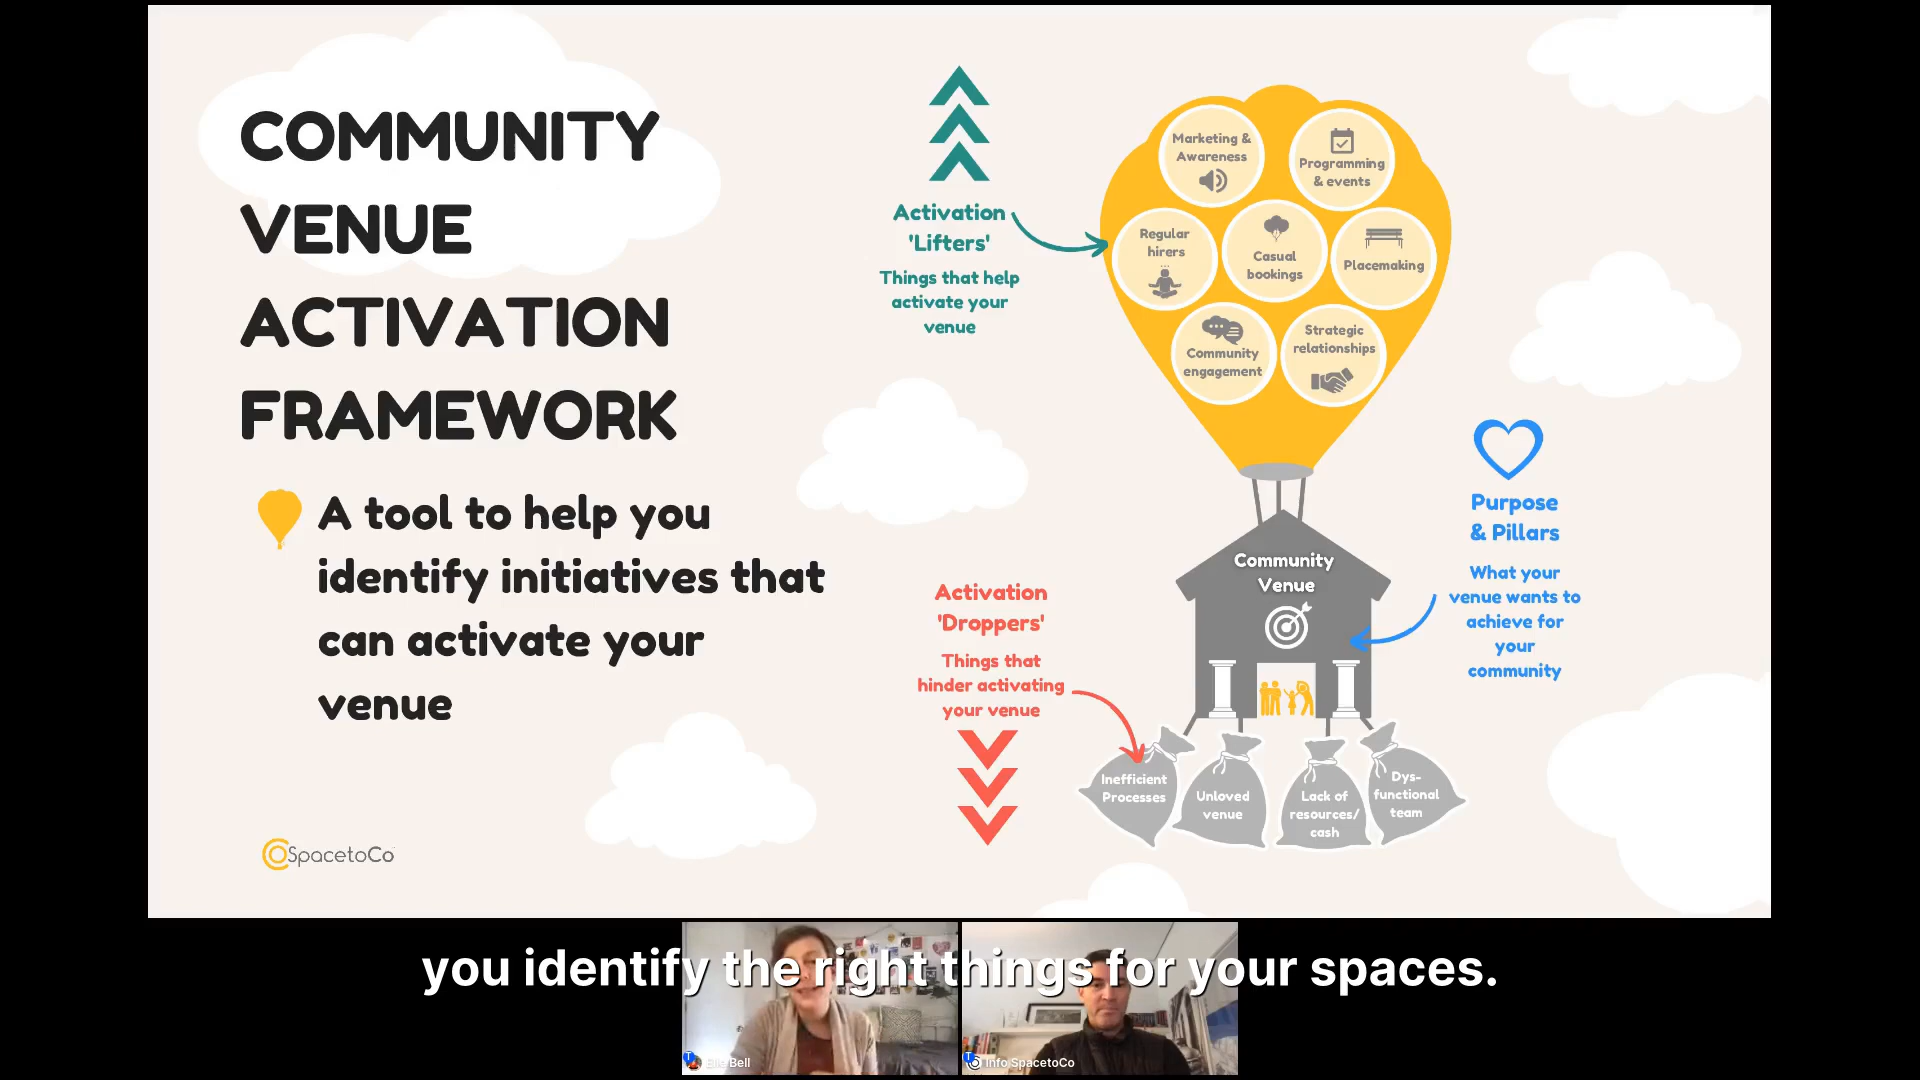 COMMUNITY
VENUE
ACTIVATION
FRAMEWORK
A tool to help you
identify initiatives that
can activate your
venue
SpacetoCo
Activation
'Lifters'
Things that help
activate your
venue
Marketing &
Awareness
Programming
& events
Regular
hirers
Casual
bookings
Placemaking
Community
engagement
Strategic
relationships
Purpose
& Pillars
What your
venue wants to
achieve for
your
community
Community
Venue
Activation
'Droppers'
Things that
hinder activating
your venue
Inefficient
Processes
Unloved
venue
Lack of
resources/
cash
Dys-
functional
team
you identify the right things for your spaces.
Bell
Info SpacetoCo